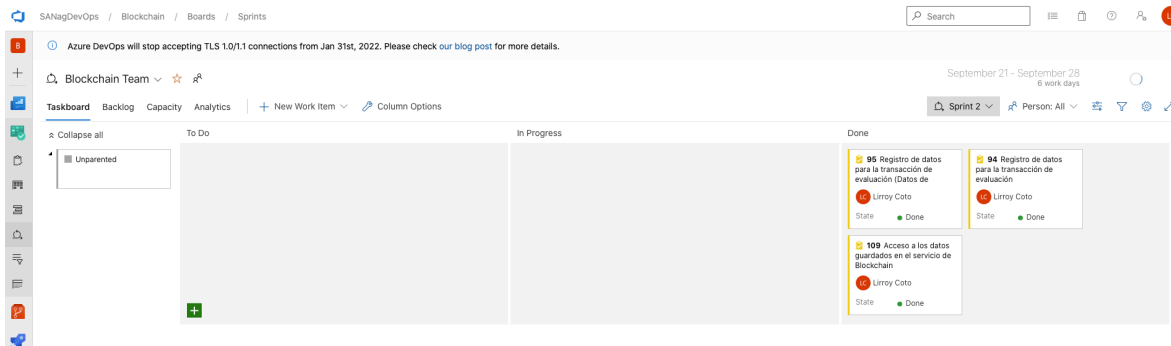 SANagDevOps / Blockchain / Boards / Sprints
Search
B
Azure DevOps will stop accepting TLS 1.0/1.1 connections from Jan 31st, 2022. Please check our blog post for more details.
Blockchain Team
September 21 - September 28
6 work days
Taskboard Backlog Capacity Analytics
New Work Item
Column Options
Sprint 2
Person: All
Collapse all
To Do
In Progress
Done
Unparented
95 Registro de datos
para la transacción de
evaluación (Datos de
LC Lirroy Coto
State Done
94 Registro de datos
para la transacción de
evaluación
LC Lirroy Coto
State Done
109 Acceso a los datos
guardados en el servicio de
Blockchain
LC Lirroy Coto
State Done